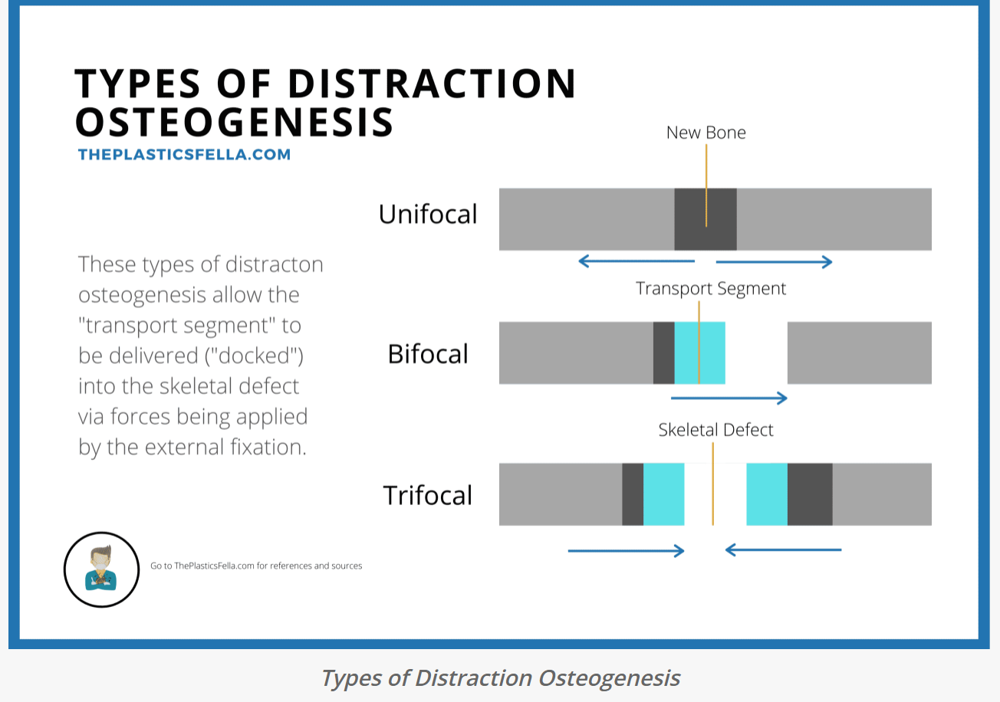 TYPES OF DISTRACTION
OSTEOGENESIS
THEPLASTICSFELLA.COM
New Bone
Unifocal
These types of distracton
osteogenesis allow the
"transport segment" to
be delivered ("docked")
into the skeletal defect
via forces being applied
by the external fixation.
Transport Segment
Bifocal
Skeletal Defect
Trifocal
Go to ThePlasticsFella.com for references and sources
Types of Distraction Osteogenesis